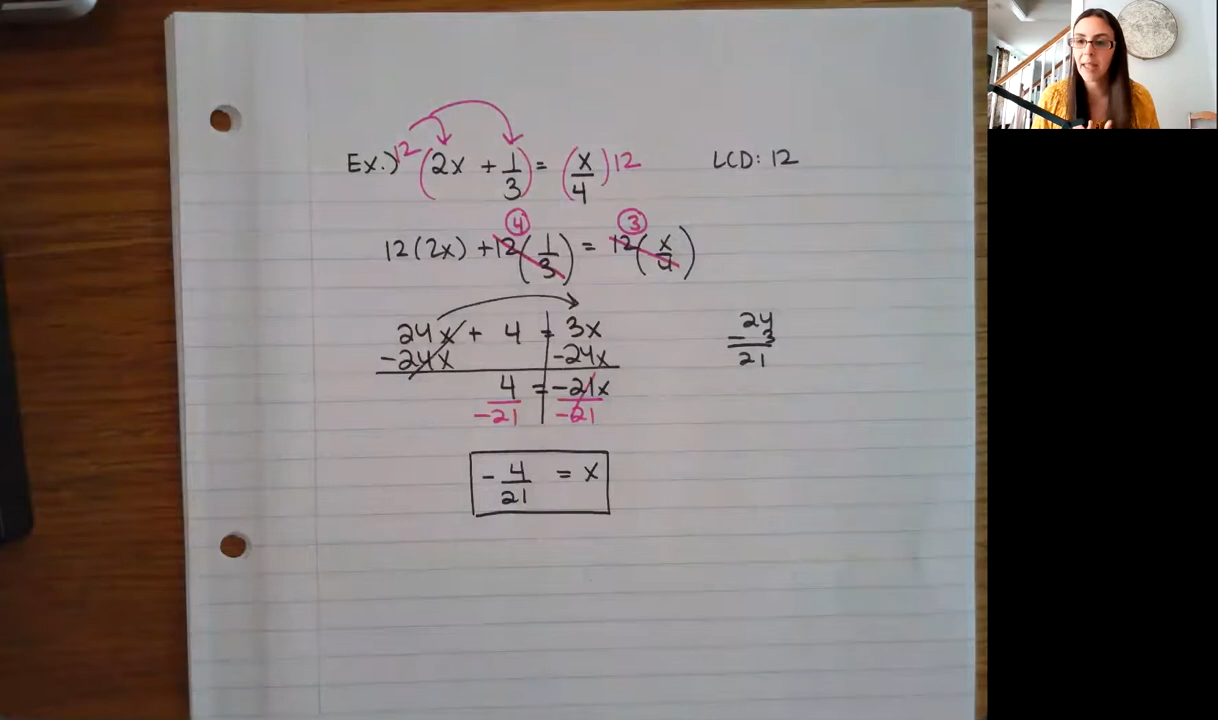 Ex.) 12 (2x + 1/3) = (x/4) 12
LCD: 12
4 3
12(2x) + 12(1/3) = 12(x/4)
24x + 4 = 3x
-24x -24x
4 = -21x
-21 -21
-4/21 = x
24
-3
21